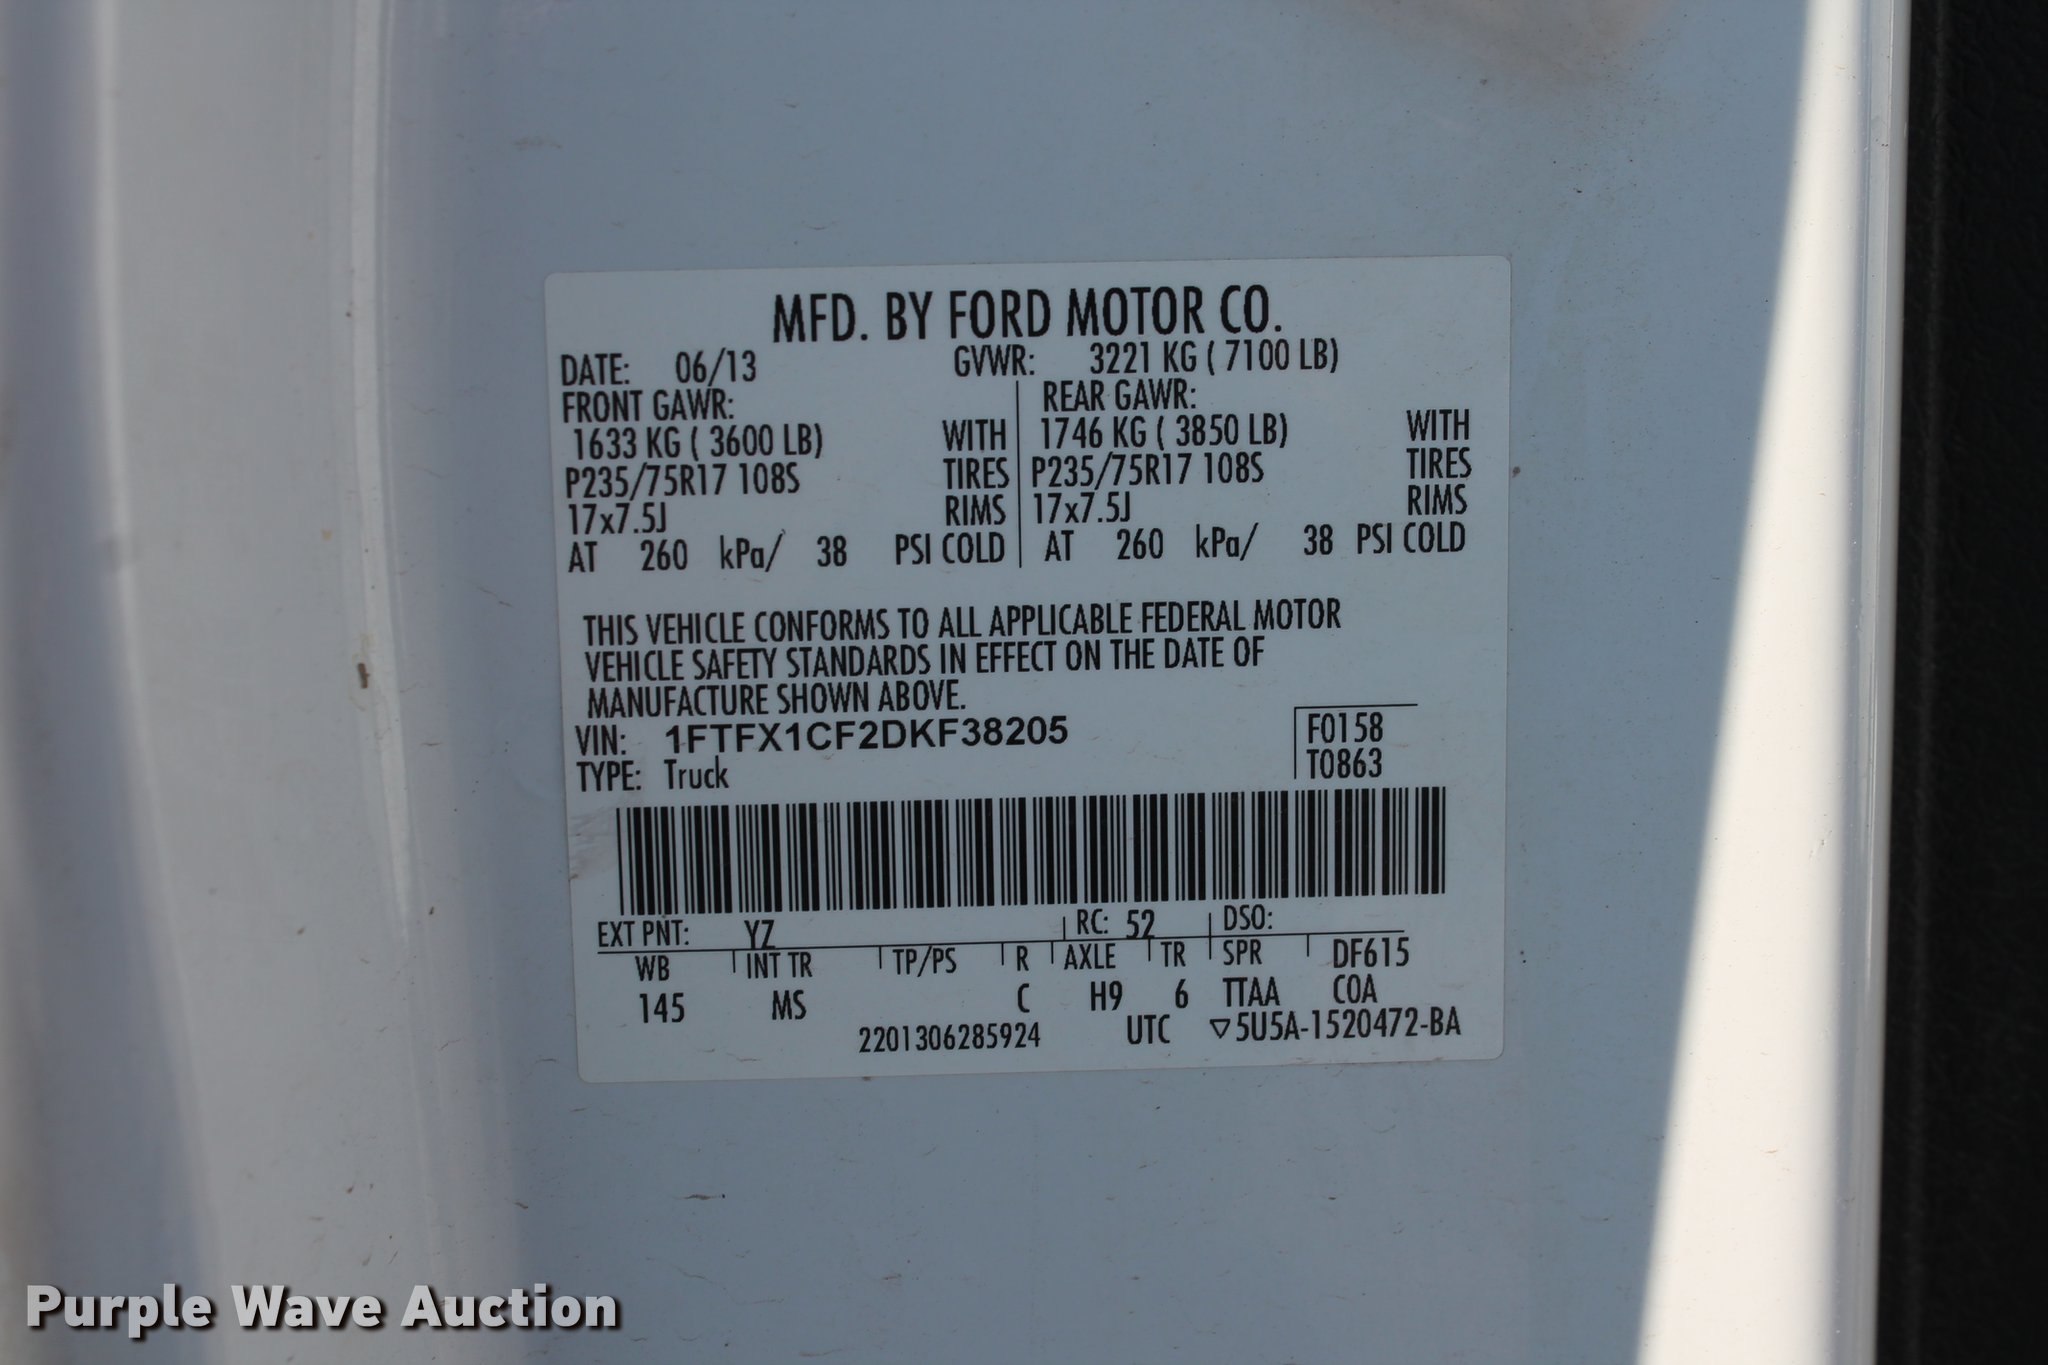 MFD. BY FORD MOTOR CO.
DATE: 06/13 GVWR: 3221 KG ( 7100 LB)
FRONT GAWR: REAR GAWR:
1633 KG ( 3600 LB) WITH 1746 KG ( 3850 LB) WITH
P235/75R17 108S TIRES P235/75R17 108S TIRES
17x7.5J RIMS 17x7.5J RIMS
AT 260 kPa/ 38 PSI COLD AT 260 kPa/ 38 PSI COLD
THIS VEHICLE CONFORMS TO ALL APPLICABLE FEDERAL MOTOR
VEHICLE SAFETY STANDARDS IN EFFECT ON THE DATE OF
MANUFACTURE SHOWN ABOVE.
VIN: 1FTFX1CF2DKF38205 F0158
TYPE: Truck T0863
EXT PNT: YZ RC: 52 DSO:
WB INT TR TP/PS R AXLE TR SPR DF615
145 MS C H9 6 TTAA COA
2201306285924 UTC ▽5U5A-1520472-BA
Purple Wave Auction